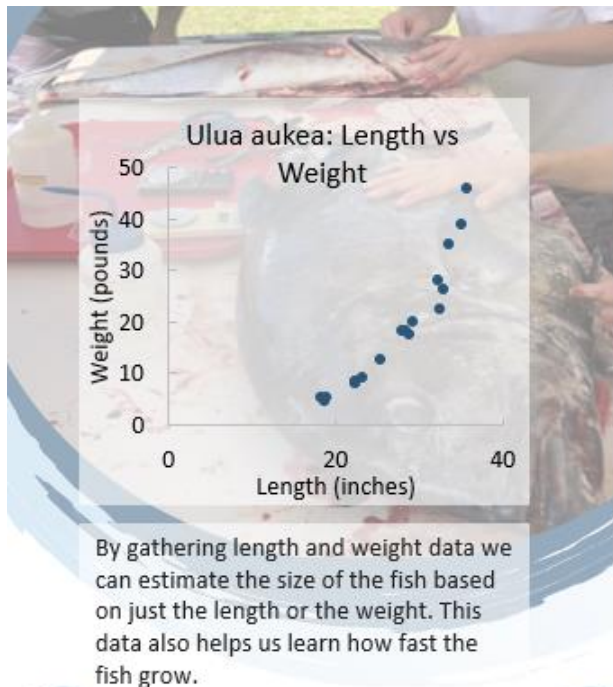 Ulua aukea: Length vs
Weight
50
40
30
20
10
0
Weight (pounds)
0 20 40
Length (inches)
By gathering length and weight data we
can estimate the size of the fish based
on just the length or the weight. This
data also helps us learn how fast the
fish grow.